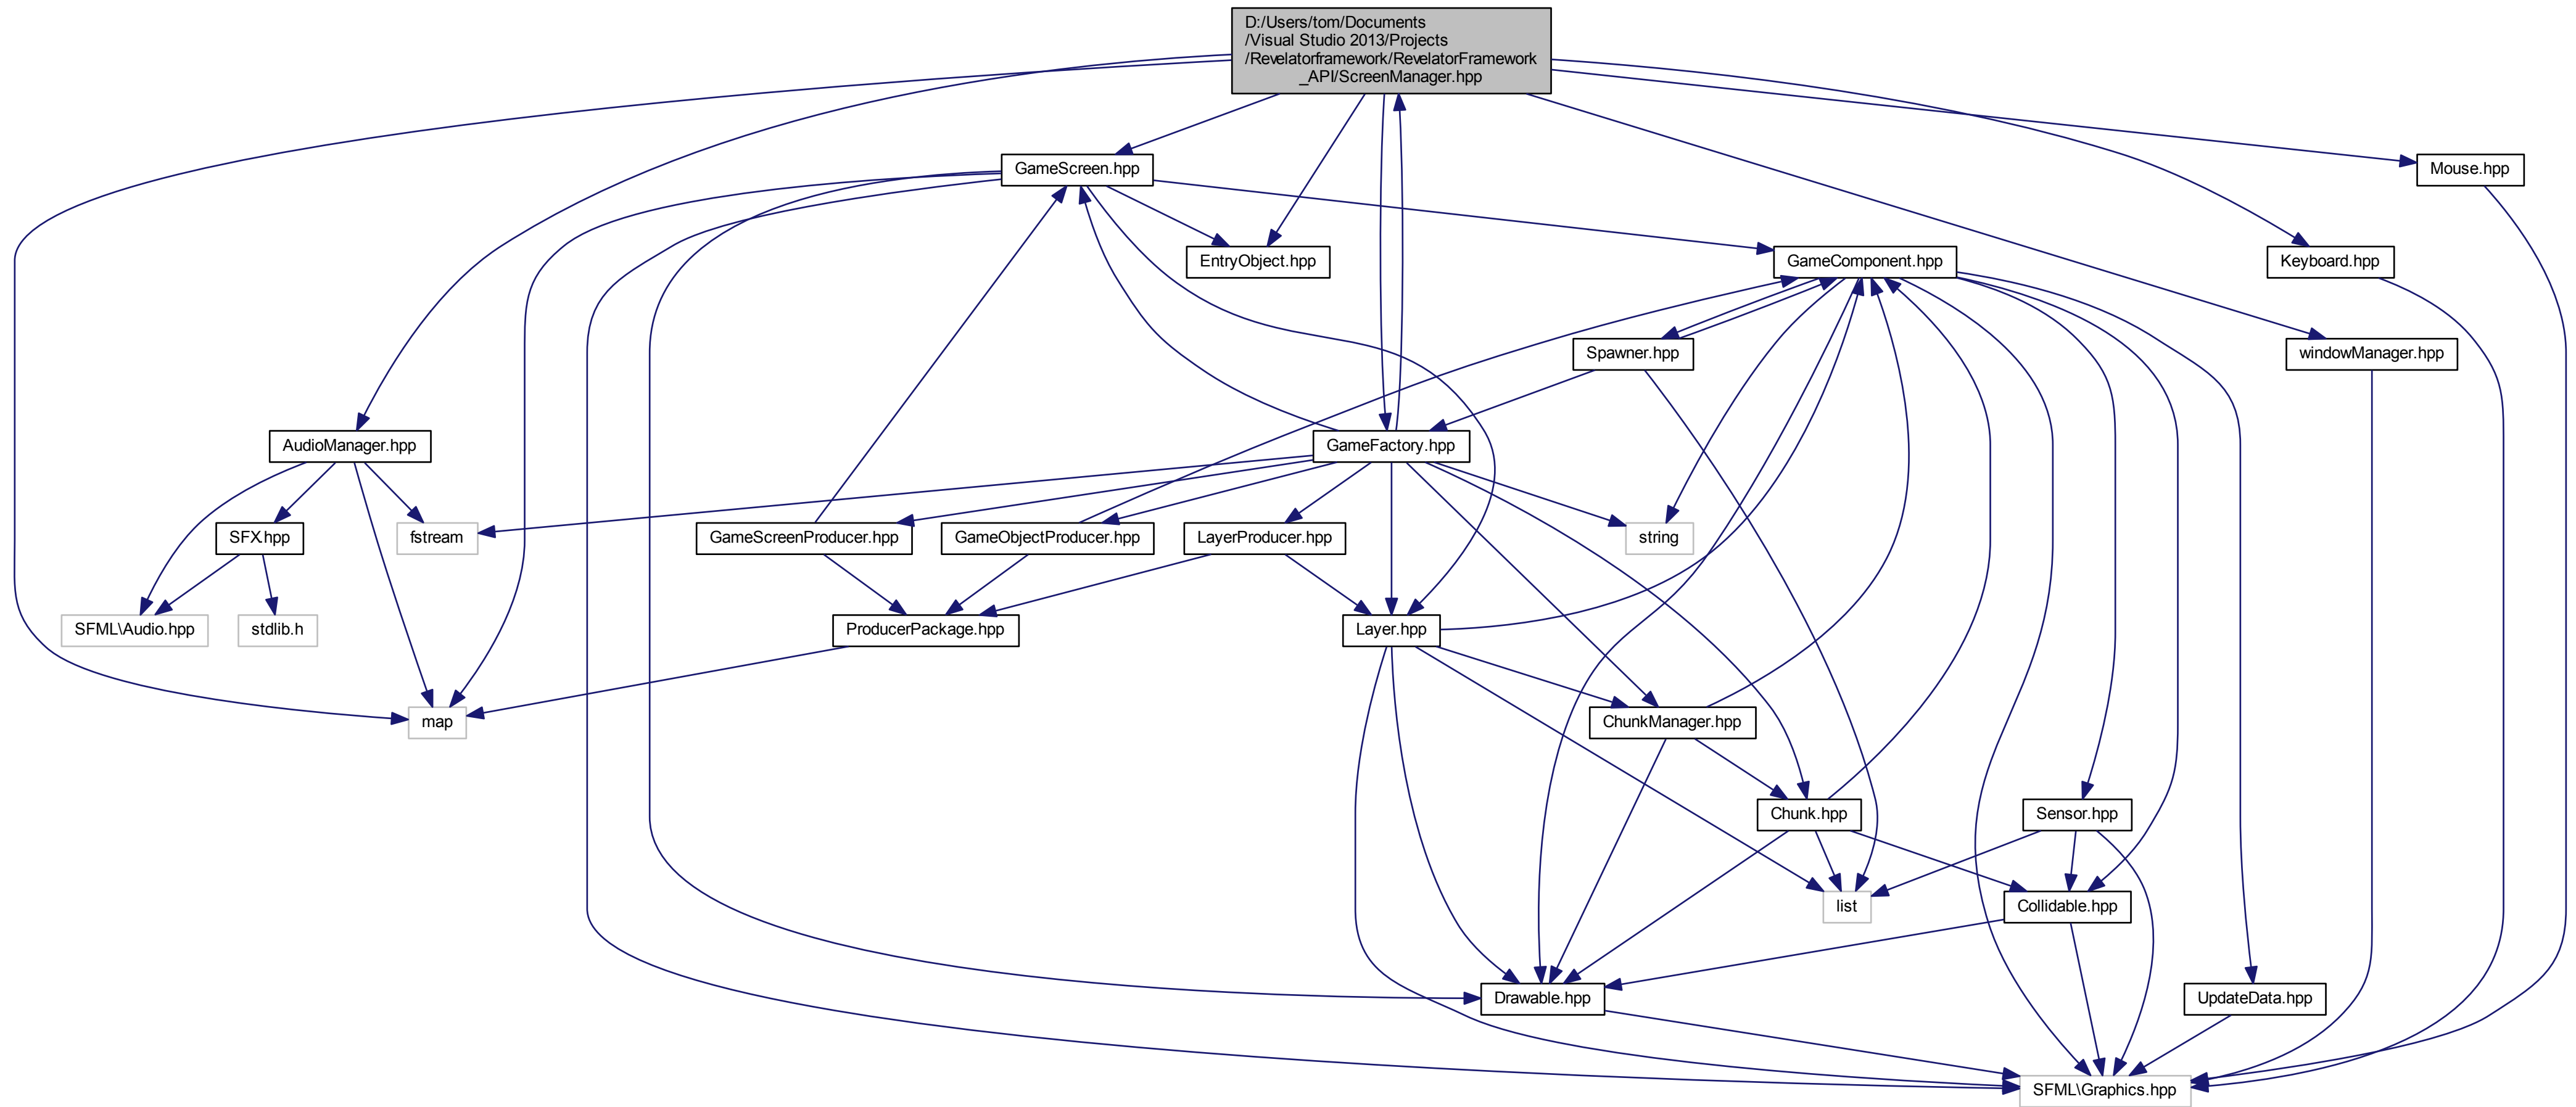 D:/Users/tom/Documents
/Visual Studio 2013/Projects
/Revelatorframework/RevelatorFramework
_API/ScreenManager.hpp
GameScreen.hpp
Mouse.hpp
EntryObject.hpp
GameComponent.hpp
Keyboard.hpp
Spawner.hpp
windowManager.hpp
AudioManager.hpp
GameFactory.hpp
SFX.hpp
fstream
GameScreenProducer.hpp
GameObjectProducer.hpp
LayerProducer.hpp
string
SFML\Audio.hpp
stdlib.h
ProducerPackage.hpp
Layer.hpp
map
ChunkManager.hpp
Chunk.hpp
Sensor.hpp
list
Collidable.hpp
Drawable.hpp
UpdateData.hpp
SFML\Graphics.hpp